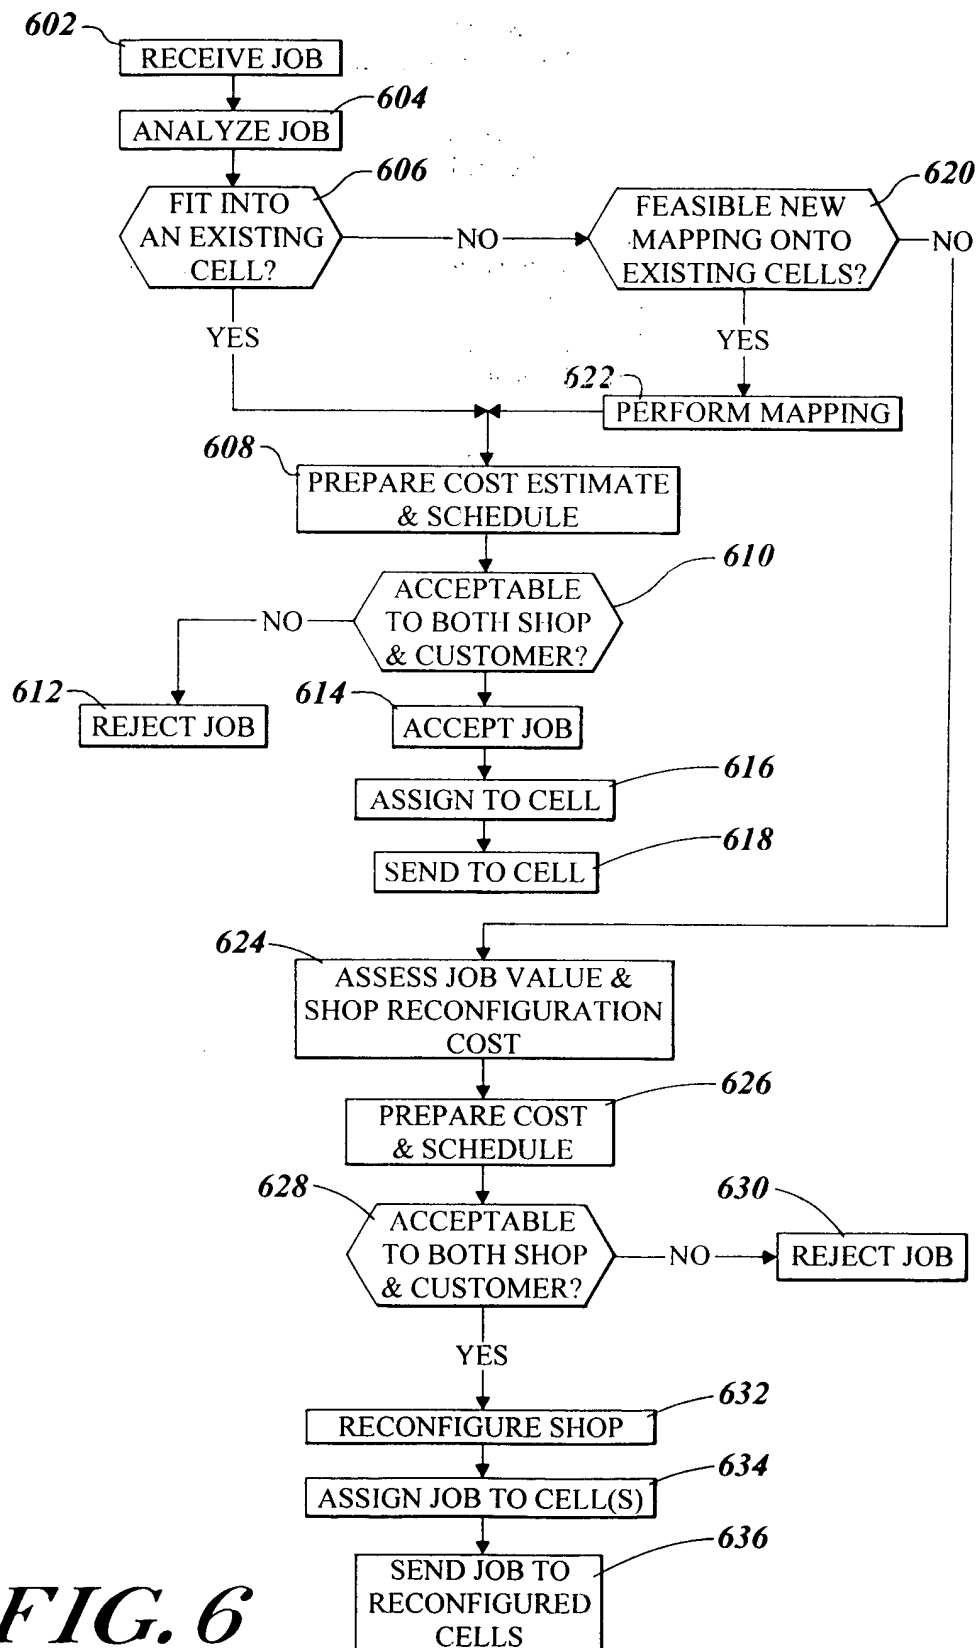 602
RECEIVE JOB
604
ANALYZE JOB
606
FIT INTO
AN EXISTING
CELL?
NO
620
FEASIBLE NEW
MAPPING ONTO
EXISTING CELLS?
NO
YES
YES
622
PERFORM MAPPING
608
PREPARE COST ESTIMATE
& SCHEDULE
610
ACCEPTABLE
TO BOTH SHOP
& CUSTOMER?
NO
612
REJECT JOB
614
ACCEPT JOB
616
ASSIGN TO CELL
618
SEND TO CELL
624
ASSESS JOB VALUE &
SHOP RECONFIGURATION
COST
626
PREPARE COST
& SCHEDULE
628
ACCEPTABLE
TO BOTH SHOP
& CUSTOMER?
NO
630
REJECT JOB
YES
632
RECONFIGURE SHOP
634
ASSIGN JOB TO CELL(S)
636
SEND JOB TO
RECONFIGURED
CELLS
FIG. 6